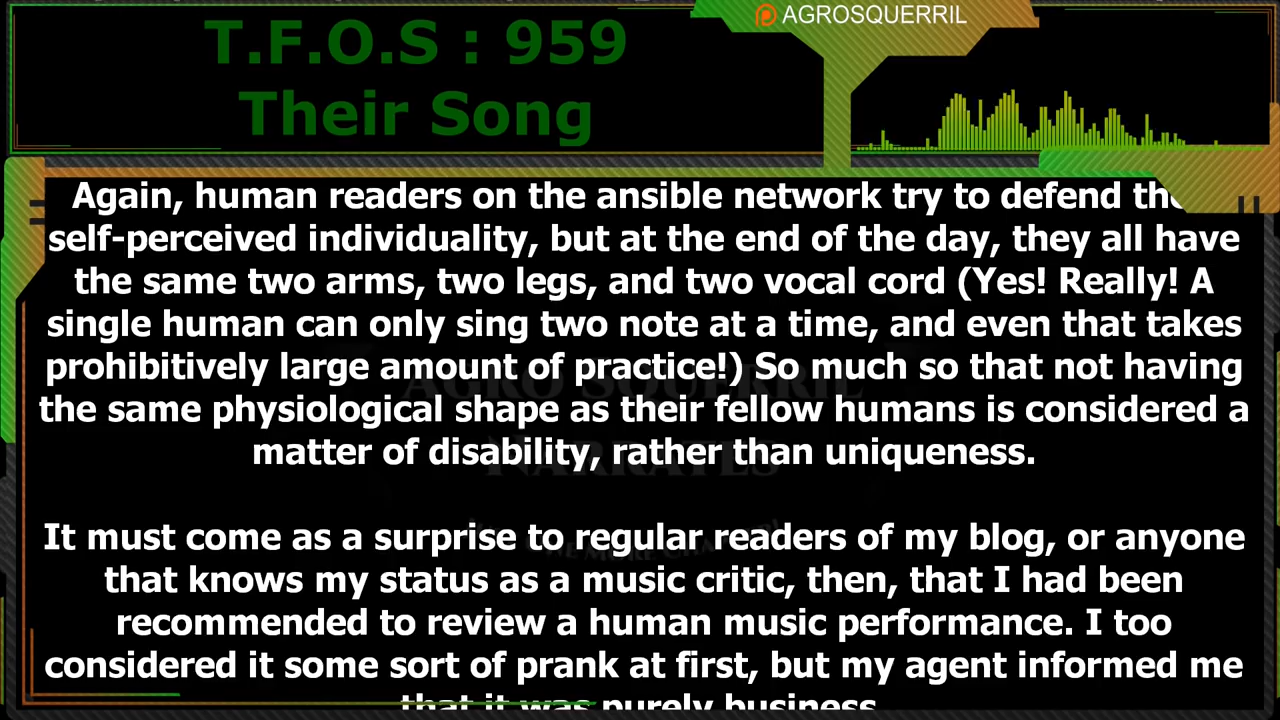 AGROSQUERRIL
T.F.O.S : 959
Their Song
Again, human readers on the ansible network try to defend
self-perceived individuality, but at the end of the day, they all have
the same two arms, two legs, and two vocal cord (Yes! Really! A
single human can only sing two note at a time, and even that takes
prohibitively large amount of practice!) So much so that not having
the same physiological shape as their fellow humans is considered a
matter of disability, rather than uniqueness.
It must come as a surprise to regular readers of my blog, or anyone
that knows my status as a music critic, then, that I had been
recommended to review a human music performance. I too
considered it some sort of prank at first, but my agent informed me
that it was purely business
AGRO SQUERRIL
NARRATES